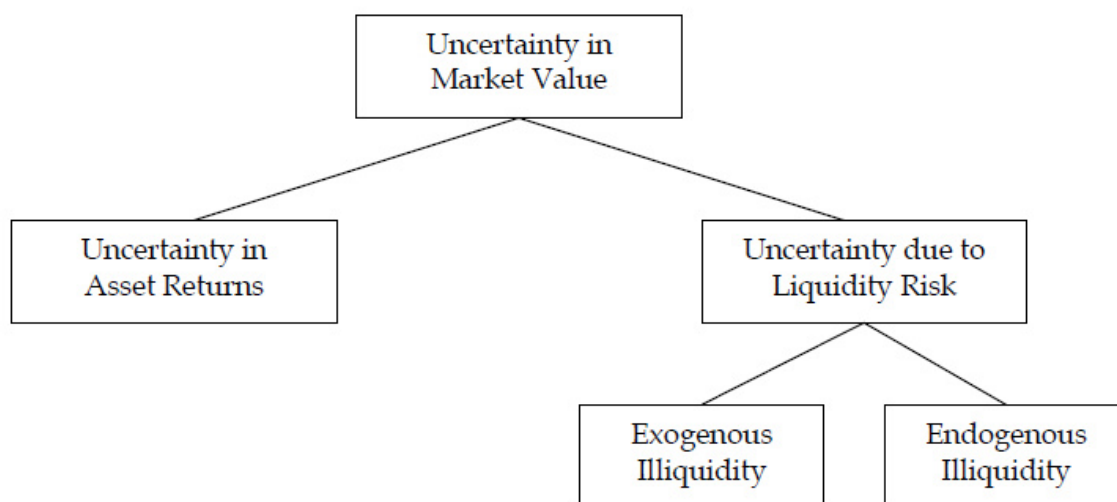 Uncertainty in
Market Value
Uncertainty in
Asset Returns
Uncertainty due to
Liquidity Risk
Exogenous
Illiquidity
Endogenous
Illiquidity